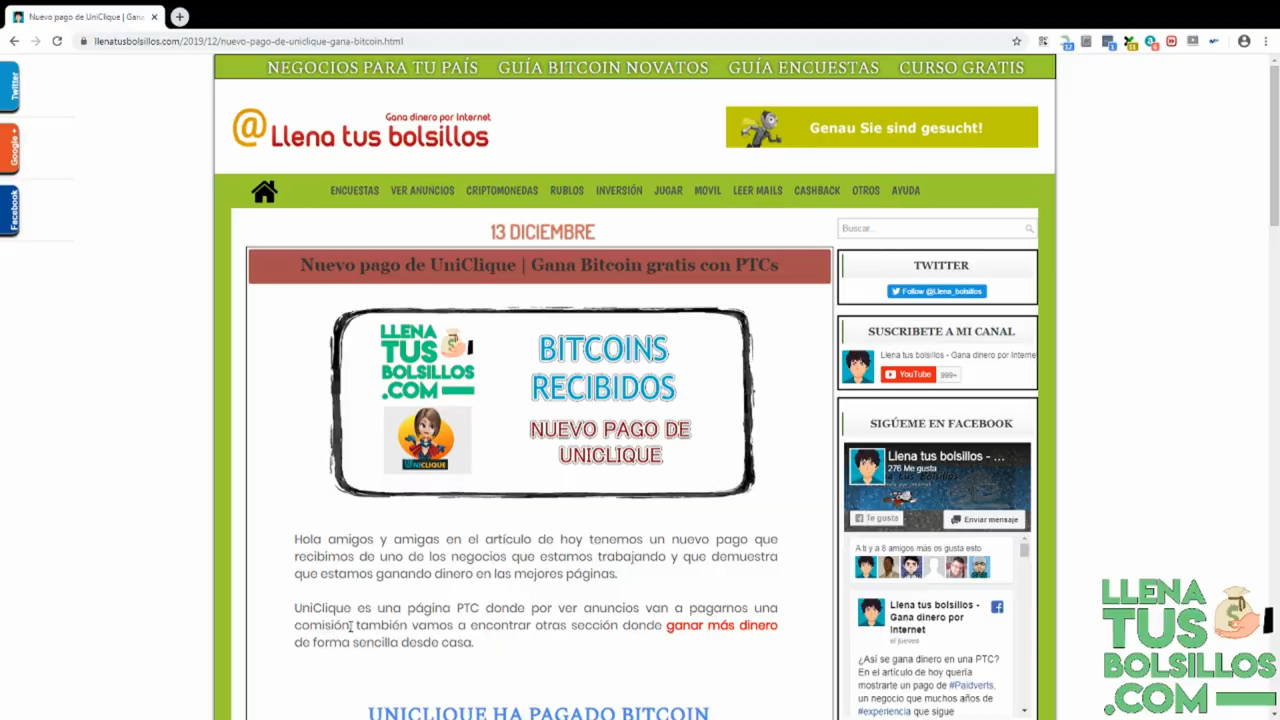 Nuevo pago de UniClique | Gana
llenatusbolsillos.com/2019/12/nuevo-pago-de-uniclique-gana-bitcoin.html
NEGOCIOS PARA TU PAÍS GUÍA BITCOIN NOVATOS GUÍA ENCUESTAS CURSO GRATIS
Twitter
Google +
Facebook
Gana dinero por Internet
@Llena tus bolsillos
Genau Sie sind gesucht!
ENCUESTAS VER ANUNCIOS CRIPTOMONEDAS RUBLOS INVERSIÓN JUGAR MOVIL LEER MAILS CASHBACK OTROS AYUDA
13 DICIEMBRE
Nuevo pago de UniClique | Gana Bitcoin gratis con PTCs
LLENA
TUS
BOLSILLOS
.COM
UNICLIQUE
BITCOINS
RECIBIDOS
NUEVO PAGO DE
UNICLIQUE
Hola amigos y amigas en el artículo de hoy tenemos un nuevo pago que
recibimos de uno de los negocios que estamos trabajando y que demuestra
que estamos ganando dinero en las mejores páginas.
UniClique es una página PTC donde por ver anuncios van a pagarnos una
comisión también vamos a encontrar otras sección donde ganar más dinero
de forma sencilla desde casa.
UNICLIQUE HA PAGADO BITCOIN
Buscar...
TWITTER
Follow @Llena_bolsillos
SUSCRIBETE A MI CANAL
Llena tus bolsillos - Gana dinero por Interne
YouTube 999+
SIGÚEME EN FACEBOOK
Llena tus bolsillos - ...
276 Me gusta
Te gusta Enviar mensaje
A ti y a 8 amigos más os gusta esto
Llena tus bolsillos -
Gana dinero por
Internet
el jueves
¿Así se gana dinero en una PTC?
En el artículo de hoy quería
mostrarte un pago de #Paidverts,
un negocio que muchos años de
#experiencia que sigue
LLENA
TUS
BOLSILLOS
.COM